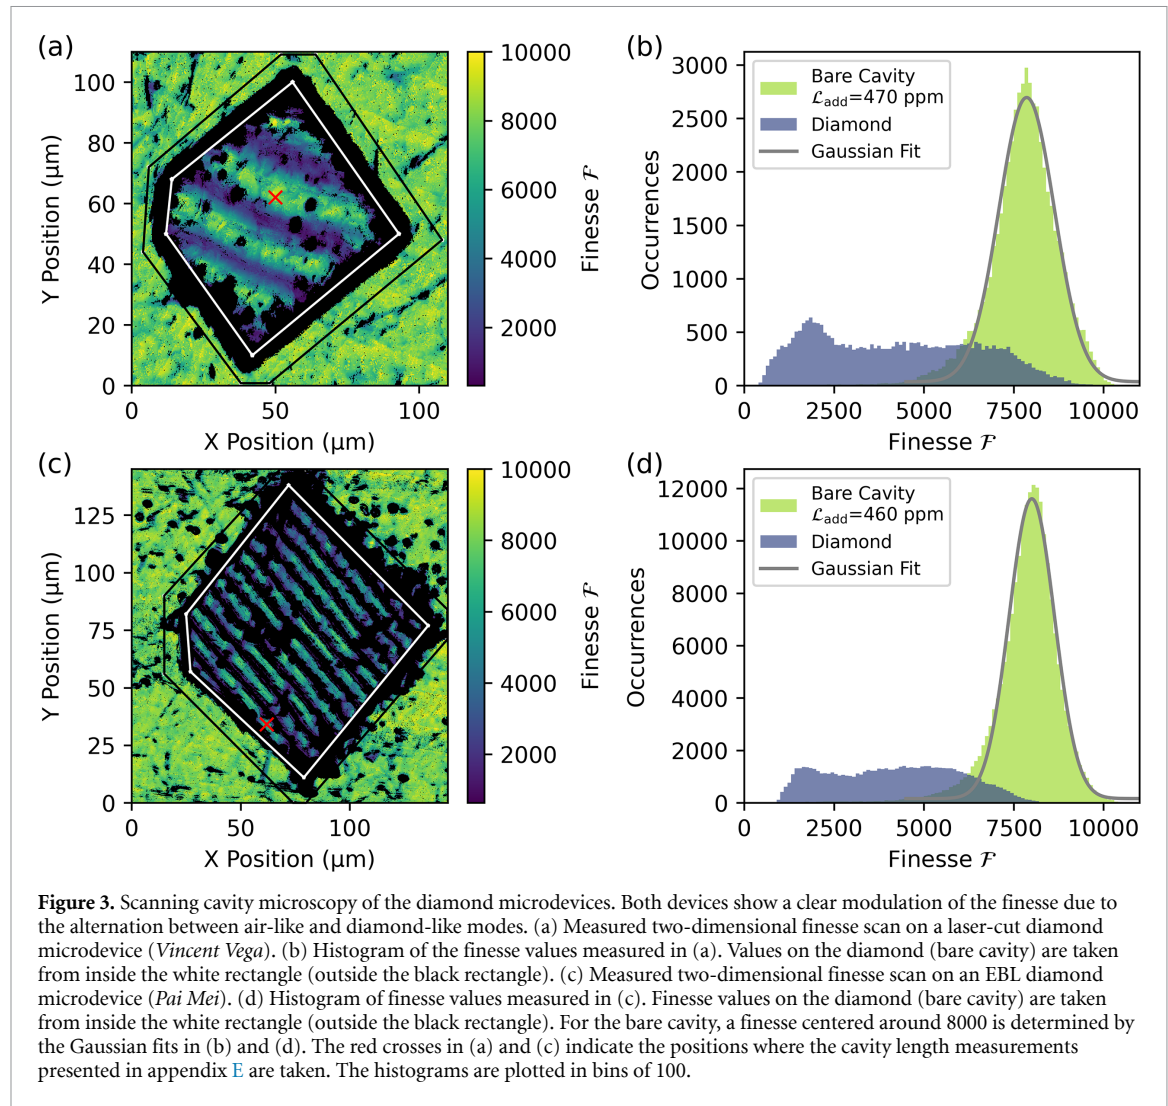 (a)
100
80
60
40
20
0
Y Position (µm)
0
50
100
X Position (µm)
10000
8000
6000
4000
2000
Finesse ℱ
(b)
3000
2500
2000
1500
1000
500
0
Occurrences
Bare Cavity
ℒadd=470 ppm
Diamond
Gaussian Fit
0
2500
5000
7500
10000
Finesse ℱ
(c)
125
100
75
50
25
0
Y Position (µm)
0
50
100
X Position (µm)
10000
8000
6000
4000
2000
Finesse ℱ
(d)
12000
10000
8000
6000
4000
2000
0
Occurrences
Bare Cavity
ℒadd=460 ppm
Diamond
Gaussian Fit
0
2500
5000
7500
10000
Finesse ℱ
Figure 3. Scanning cavity microscopy of the diamond microdevices. Both devices show a clear modulation of the finesse due to
the alternation between air-like and diamond-like modes. (a) Measured two-dimensional finesse scan on a laser-cut diamond
microdevice (Vincent Vega). (b) Histogram of the finesse values measured in (a). Values on the diamond (bare cavity) are taken
from inside the white rectangle (outside the black rectangle). (c) Measured two-dimensional finesse scan on an EBL diamond
microdevice (Pai Mei). (d) Histogram of finesse values measured in (c). Finesse values on the diamond (bare cavity) are taken
from inside the white rectangle (outside the black rectangle). For the bare cavity, a finesse centered around 8000 is determined by
the Gaussian fits in (b) and (d). The red crosses in (a) and (c) indicate the positions where the cavity length measurements
presented in appendix E are taken. The histograms are plotted in bins of 100.